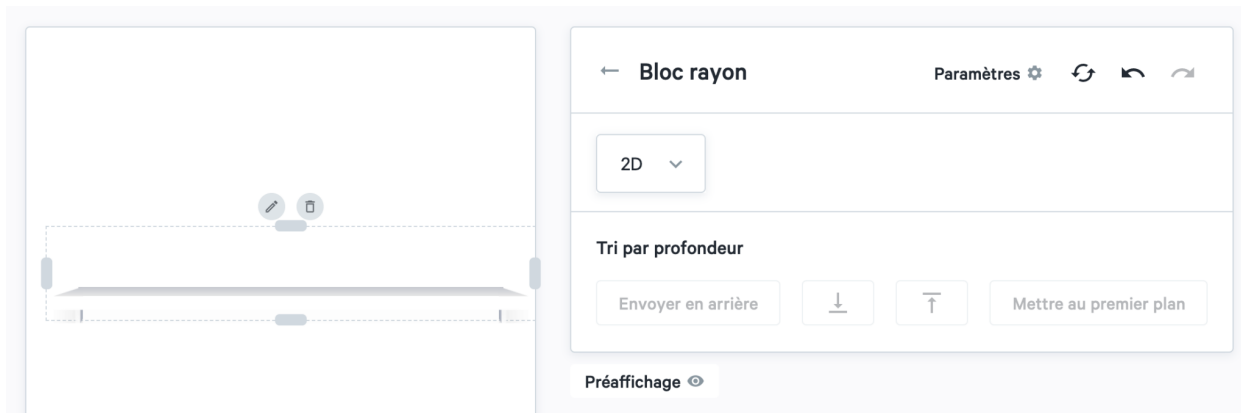 Bloc rayon
Paramètres
2D
Tri par profondeur
Envoyer en arrière
Mettre au premier plan
Préaffichage